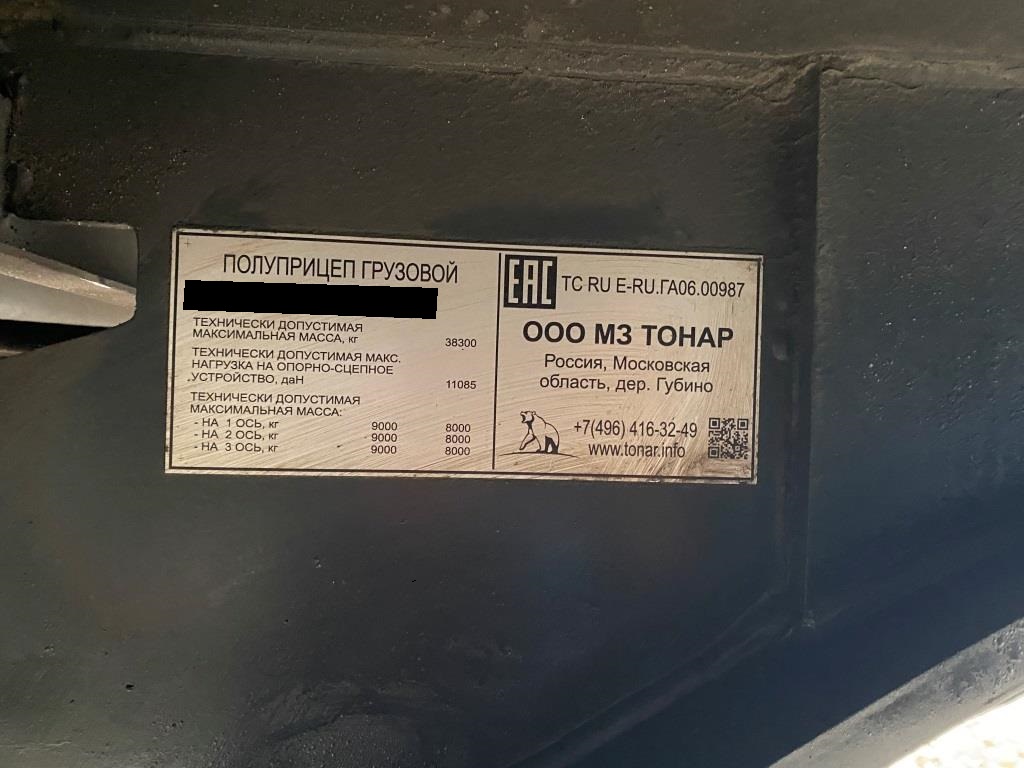 ПОЛУПРИЦЕП ГРУЗОВОЙ
ТЕХНИЧЕСКИ ДОПУСТИМАЯ
МАКСИМАЛЬНАЯ МАССА, кг 38300
ТЕХНИЧЕСКИ ДОПУСТИМАЯ МАКС.
НАГРУЗКА НА ОПОРНО-СЦЕПНОЕ
УСТРОЙСТВО, даН 11085
ТЕХНИЧЕСКИ ДОПУСТИМАЯ
МАКСИМАЛЬНАЯ МАССА:
- НА 1 ОСЬ, кг 9000 8000
- НА 2 ОСЬ, кг 9000 8000
- НА 3 ОСЬ, кг 9000 8000
EAC TC RU E-RU.ГА06.00987
ООО МЗ ТОНАР
Россия, Московская
область, дер. Губино
+7(496) 416-32-49
www.tonar.info